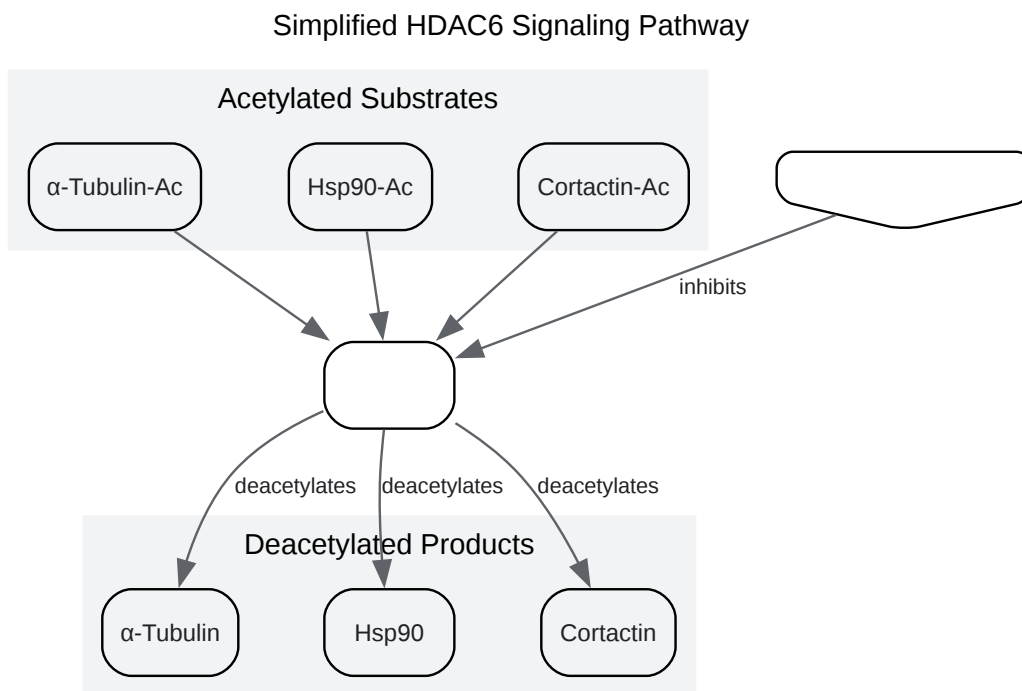 Simplified HDAC6 Signaling Pathway
Acetylated Substrates
α-Tubulin-Ac
Hsp90-Ac
Cortactin-Ac
inhibits
deacetylates
deacetylates
deacetylates
Deacetylated Products
α-Tubulin
Hsp90
Cortactin